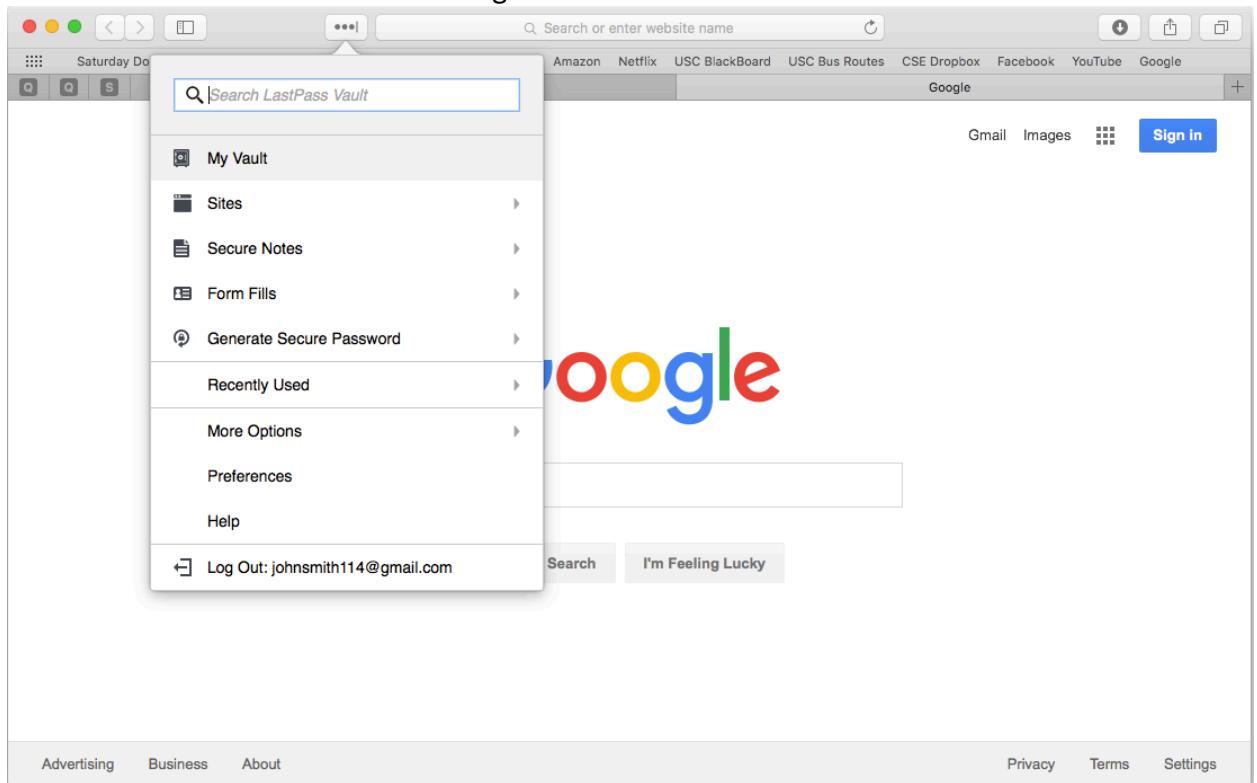 Search or enter website name
Saturday Do Amazon Netflix USC BlackBoard USC Bus Routes CSE Dropbox Facebook YouTube Google
Q Q S Google
Search LastPass Vault
Gmail Images Sign in
My Vault
Sites
Secure Notes
Form Fills
Generate Secure Password
Recently Used
oogle
More Options
Preferences
Help
Search I'm Feeling Lucky
Log Out: johnsmith114@gmail.com
Advertising Business About Privacy Terms Settings